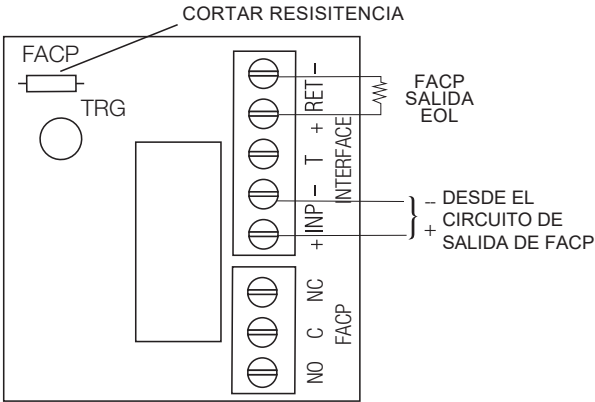 CORTAR RESISITENCIA
FACP
TRG
- RET +
T
- INP +
INTERFACE
FACP
SALIDA
EOL
-- DESDE EL
CIRCUITO DE
+ SALIDA DE FACP
NC
C
NO
FACP